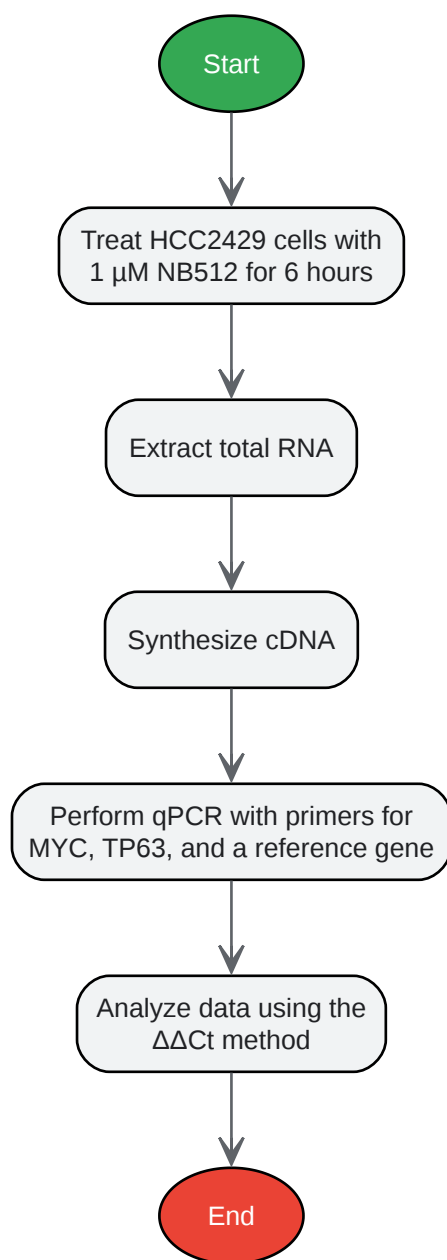 Start
Treat HCC2429 cells with
1 µM NB512 for 6 hours
Extract total RNA
Synthesize cDNA
Perform qPCR with primers for
MYC, TP63, and a reference gene
Analyze data using the
ΔΔCt method
End